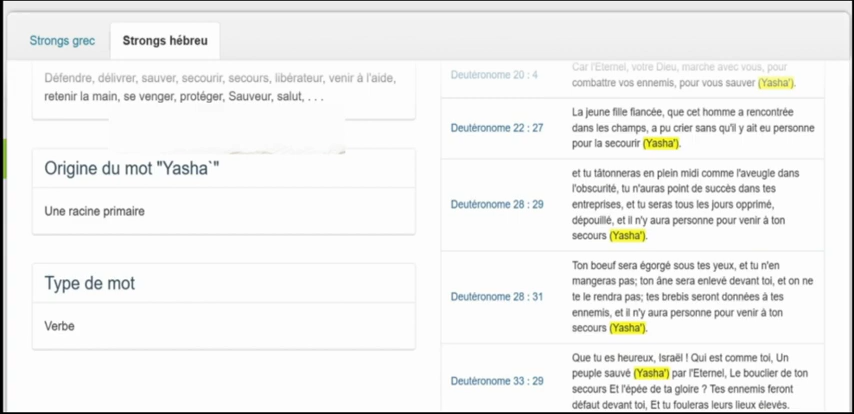 Strongs grec
Strongs hébreu
Défendre, délivrer, sauver, secourir, secours, libérateur, venir à l'aide,
retenir la main, se venger, protéger, Sauveur, salut, . . .
Origine du mot "Yasha`"
Une racine primaire
Type de mot
Verbe
Deutéronome 20 : 4
Car l'Eternel, votre Dieu, marche avec vous, pour
combattre vos ennemis, pour vous sauver (Yasha').
Deutéronome 22 : 27
La jeune fille fiancée, que cet homme a rencontrée
dans les champs, a pu crier sans qu'il y ait eu personne
pour la secourir (Yasha').
Deutéronome 28 : 29
et tu tâtonneras en plein midi comme l'aveugle dans
l'obscurité, tu n'auras point de succès dans tes
entreprises, et tu seras tous les jours opprimé,
dépouillé, et il n'y aura personne pour venir à ton
secours (Yasha').
Deutéronome 28 : 31
Ton boeuf sera égorgé sous tes yeux, et tu n'en
mangeras pas; ton âne sera enlevé devant toi, et on ne
te le rendra pas; tes brebis seront données à tes
ennemis, et il n'y aura personne pour venir à ton
secours (Yasha').
Deutéronome 33 : 29
Que tu es heureux, Israël ! Qui est comme toi, Un
peuple sauvé (Yasha') par l'Eternel, Le bouclier de ton
secours Et l'épée de ta gloire ? Tes ennemis feront
défaut devant toi, Et tu fouleras leurs lieux élevés.